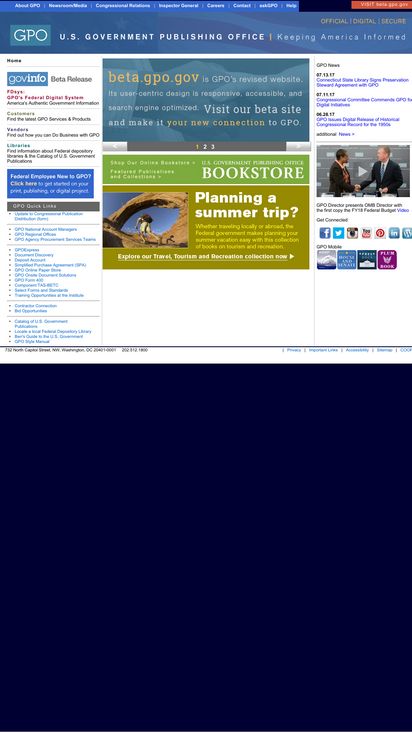 About GPO | Newsroom/Media | Congressional Relations | Inspector General | Careers | Contact | askGPO | Help
VISIT beta.gpo.gov
OFFICIAL | DIGITAL | SECURE
GPO U.S. GOVERNMENT PUBLISHING OFFICE | Keeping America Informed
Home
govinfo Beta Release
FDsys:
GPO's Federal Digital System
America's Authentic Government Information
Customers
Find the latest GPO Services & Products
Vendors
Find out how you can Do Business with GPO
Libraries
Find information about Federal depository
libraries & the Catalog of U.S. Government
Publications
Federal Employee New to GPO?
Click here to get started on your
print, publishing, or digital project.
GPO Quick Links
Update to Congressional Publication
Distribution (form)
GPO National Account Managers
GPO Regional Offices
GPO Agency Procurement Services Teams
GPOExpress
Document Discovery
Deposit Account
Simplified Purchase Agreement (SPA)
GPO Online Paper Store
GPO Onsite Document Solutions
GPO Form 400
Component TAS-BETC
Select Forms and Standards
Training Opportunities at the Institute
Contractor Connection
Bid Opportunities
Catalog of U.S. Government
Publications
Locate a local Federal Depository Library
Ben's Guide to the U.S. Government
GPO Style Manual
beta.gpo.gov is GPO's revised website.
Its user-centric design is responsive, accessible, and
search engine optimized. Visit our beta site
and make it your new connection to GPO.
< 1 2 3 >
Shop Our Online Bookstore >
Featured Publications
and Collections >
U.S. GOVERNMENT PUBLISHING OFFICE
BOOKSTORE
Planning a
summer trip?
Whether traveling locally or abroad, the
Federal government makes planning your
summer vacation easy with this collection
of books on tourism and recreation.
Explore our Travel, Tourism and Recreation collection now
GPO News
07.13.17
Connecticut State Library Signs Preservation
Steward Agreement with GPO
07.11.17
Congressional Committee Commends GPO for
Digital Initiatives
06.28.17
GPO Issues Digital Release of Historical
Congressional Record for the 1950s
additional News >
GPO Director presents OMB Director with
the first copy the FY18 Federal Budget Video
Get Connected
GPO Mobile
HOUSE
AND
SENATE
PLUM
BOOK
732 North Capitol Street, NW, Washington, DC 20401-0001 202.512.1800
| Privacy | Important Links | Accessibility | Sitemap | COOP